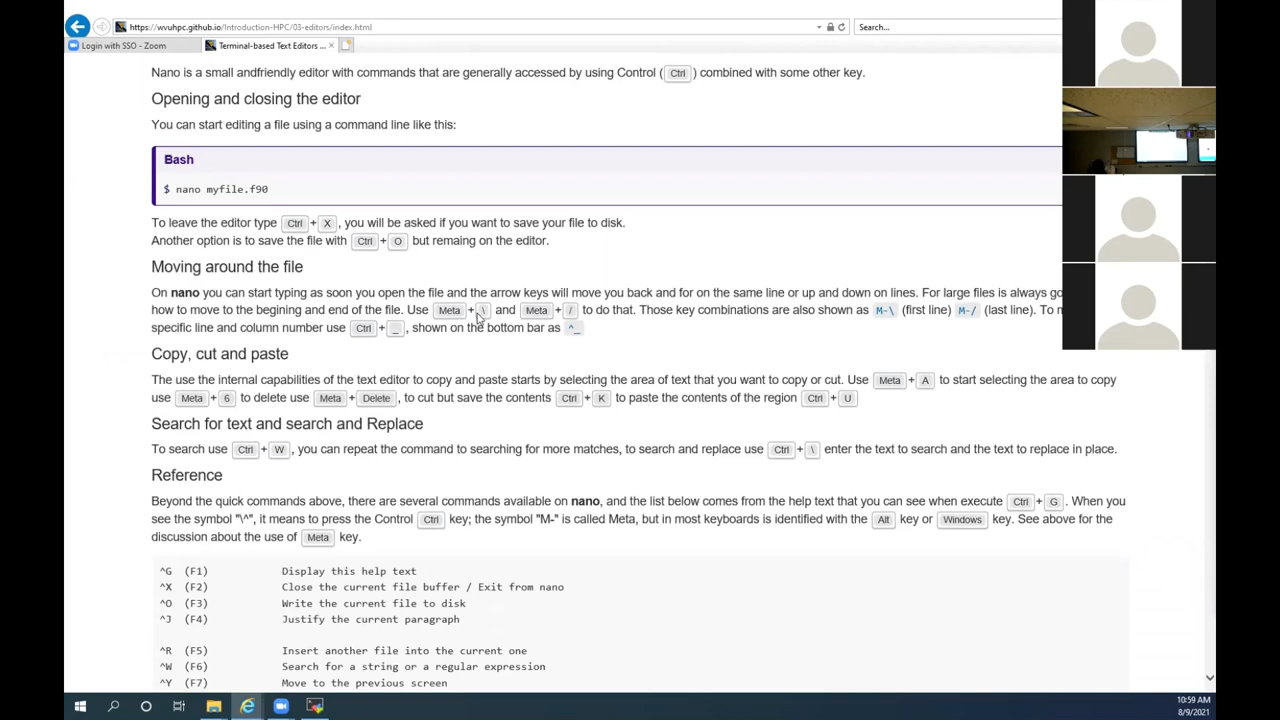 https://wvuhpc.github.io/Introduction-HPC/03-editors/index.html
Search...
Login with SSO - Zoom
Terminal-based Text Editors ...
Nano is a small andfriendly editor with commands that are generally accessed by using Control ( Ctrl ) combined with some other key.
Opening and closing the editor
You can start editing a file using a command line like this:
Bash
$ nano myfile.f90
To leave the editor type Ctrl + X , you will be asked if you want to save your file to disk.
Another option is to save the file with Ctrl + O but remaing on the editor.
Moving around the file
On nano you can start typing as soon you open the file and the arrow keys will move you back and for on the same line or up and down on lines. For large files is always go
how to move to the begining and end of the file. Use Meta + \ and Meta + / to do that. Those key combinations are also shown as M-\ (first line) M-/ (last line). To
specific line and column number use Ctrl + _ , shown on the bottom bar as ^_
Copy, cut and paste
The use the internal capabilities of the text editor to copy and paste starts by selecting the area of text that you want to copy or cut. Use Meta + A to start selecting the area to copy
use Meta + 6 to delete use Meta + Delete , to cut but save the contents Ctrl + K to paste the contents of the region Ctrl + U
Search for text and search and Replace
To search use Ctrl + W , you can repeat the command to searching for more matches, to search and replace use Ctrl + \ enter the text to search and the text to replace in place.
Reference
Beyond the quick commands above, there are several commands available on nano, and the list below comes from the help text that you can see when execute Ctrl + G . When you
see the symbol "\^", it means to press the Control Ctrl key; the symbol "M-" is called Meta, but in most keyboards is identified with the Alt key or Windows key. See above for the
discussion about the use of Meta key.
^G (F1) Display this help text
^X (F2) Close the current file buffer / Exit from nano
^O (F3) Write the current file to disk
^J (F4) Justify the current paragraph
^R (F5) Insert another file into the current one
^W (F6) Search for a string or a regular expression
^Y (F7) Move to the previous screen
10:59 AM
8/9/2021